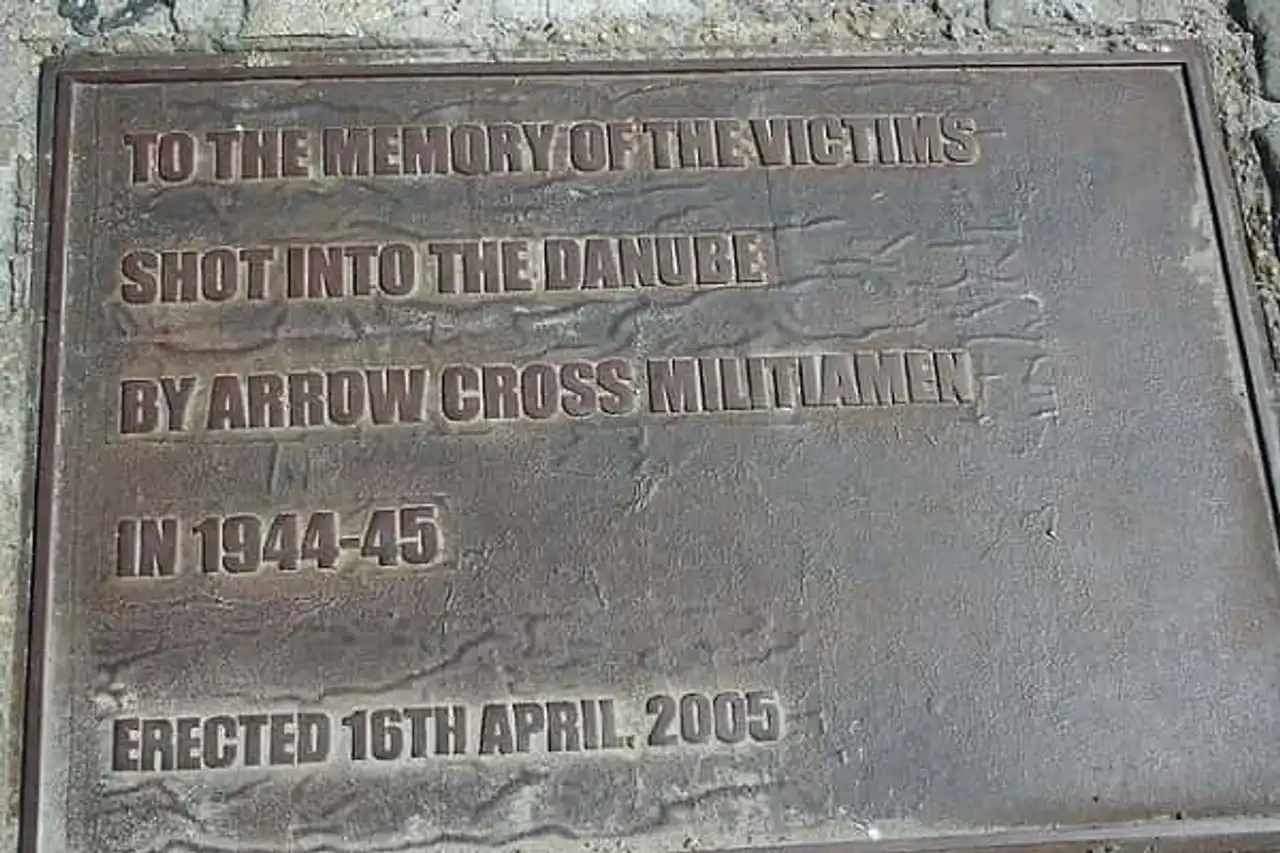 TO THE MEMORY OF THE VICTIMS
SHOT INTO THE DANUBE
BY ARROW CROSS MILITIAMEN
IN 1944-45
ERECTED 16TH APRIL, 2005